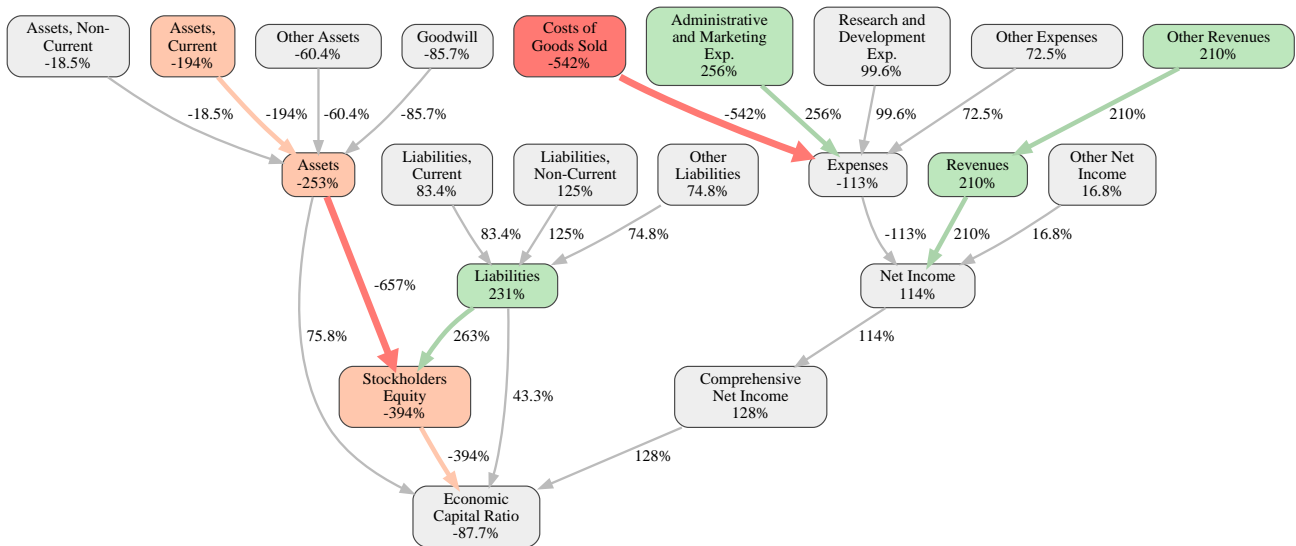 Assets, Non-
Current
-18.5%
Assets,
Current
-194%
Other Assets
-60.4%
Goodwill
-85.7%
Costs of
Goods Sold
-542%
Administrative
and Marketing
Exp.
256%
Research and
Development
Exp.
99.6%
Other Expenses
72.5%
Other Revenues
210%
-18.5%
-194%
-60.4%
-85.7%
-542%
256%
99.6%
72.5%
210%
Assets
-253%
Liabilities,
Current
83.4%
Liabilities,
Non-Current
125%
Other
Liabilities
74.8%
Expenses
-113%
Revenues
210%
Other Net
Income
16.8%
83.4%
125%
74.8%
-113%
210%
16.8%
-657%
Liabilities
231%
Net Income
114%
75.8%
263%
114%
Stockholders
Equity
-394%
43.3%
Comprehensive
Net Income
128%
-394%
128%
Economic
Capital Ratio
-87.7%